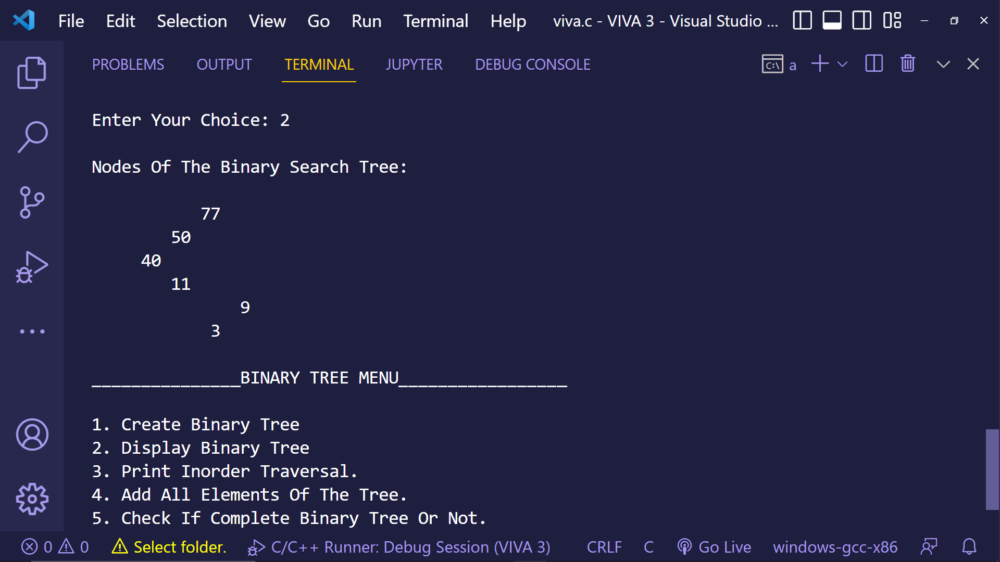 File Edit Selection View Go Run Terminal Help viva.c - VIVA 3 - Visual Studio ...
PROBLEMS OUTPUT TERMINAL JUPYTER DEBUG CONSOLE C:\ a
Enter Your Choice: 2
Nodes Of The Binary Search Tree:
77
50
40
11
9
3
_______________BINARY TREE MENU_________________
1. Create Binary Tree
2. Display Binary Tree
3. Print Inorder Traversal.
4. Add All Elements Of The Tree.
5. Check If Complete Binary Tree Or Not.
0 0 Select folder. C/C++ Runner: Debug Session (VIVA 3) CRLF C Go Live windows-gcc-x86